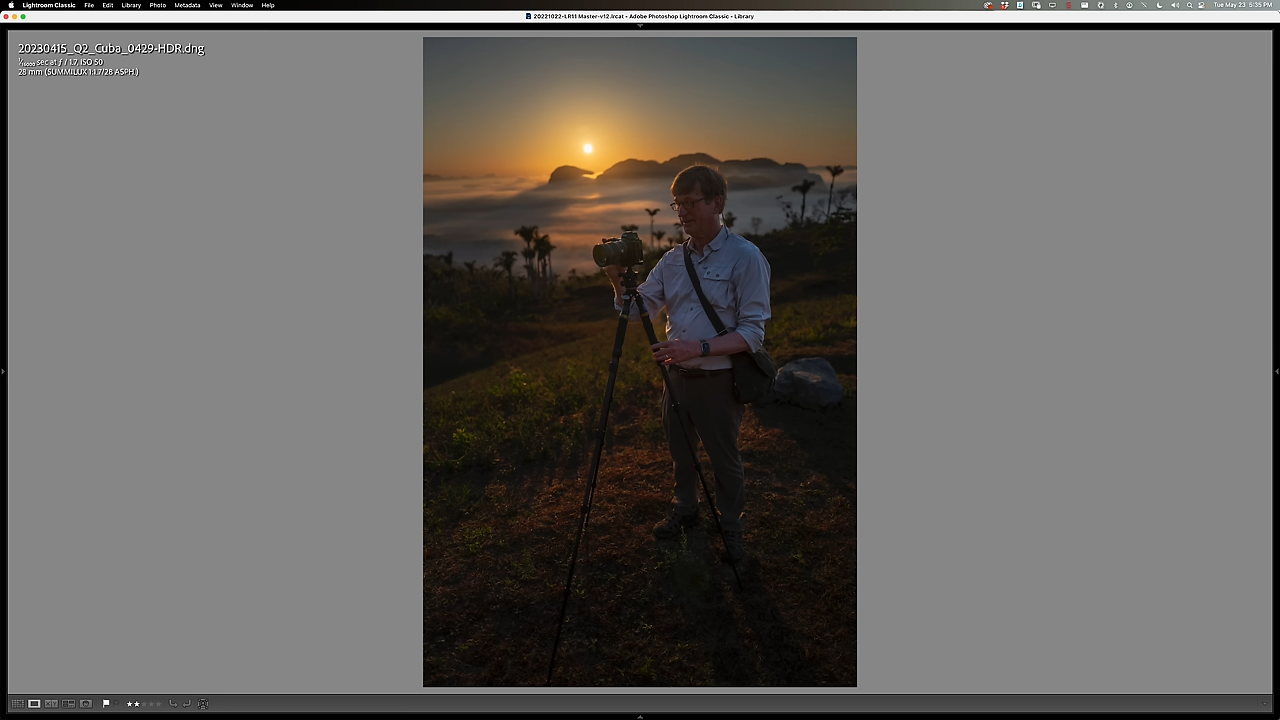 Lightroom Classic File Edit Library Photo Metadata View Window Help
Tue May 23 5:35 PM
20221022-LR11 Master-v12.lrcat - Adobe Photoshop Lightroom Classic - Library
20230415_Q2_Cuba_0429-HDR.dng
sec at ƒ / 1.7, ISO 50
28 mm (SUMMILUX 1:1.7/28 ASPH.)